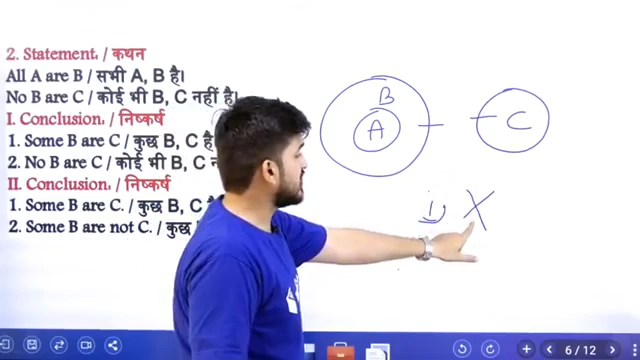 2. Statement. / कथन
All A are B / सभी A, B है।
No B are C / कोई भी B, C नहीं है।
I. Conclusion. / निष्कर्ष
1. Some B are C / कुछ B, C है
2. No B are C / कोई भी B, C
II. Conclusion. / निष्कर्ष
1. Some B are C. / कुछ B, C है
2. Some B are not C. / कुछ
B
A
C
i) X
6 / 12